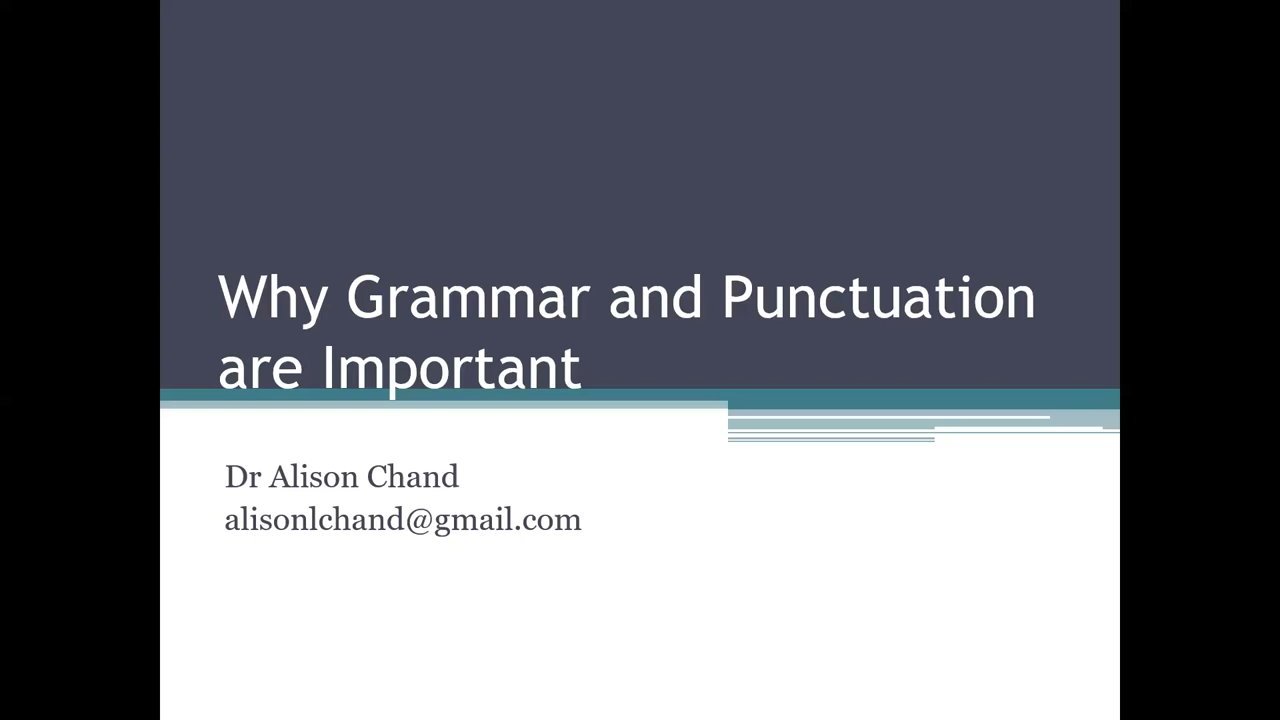 Why Grammar and Punctuation
are Important
Dr Alison Chand
alisonlchand@gmail.com